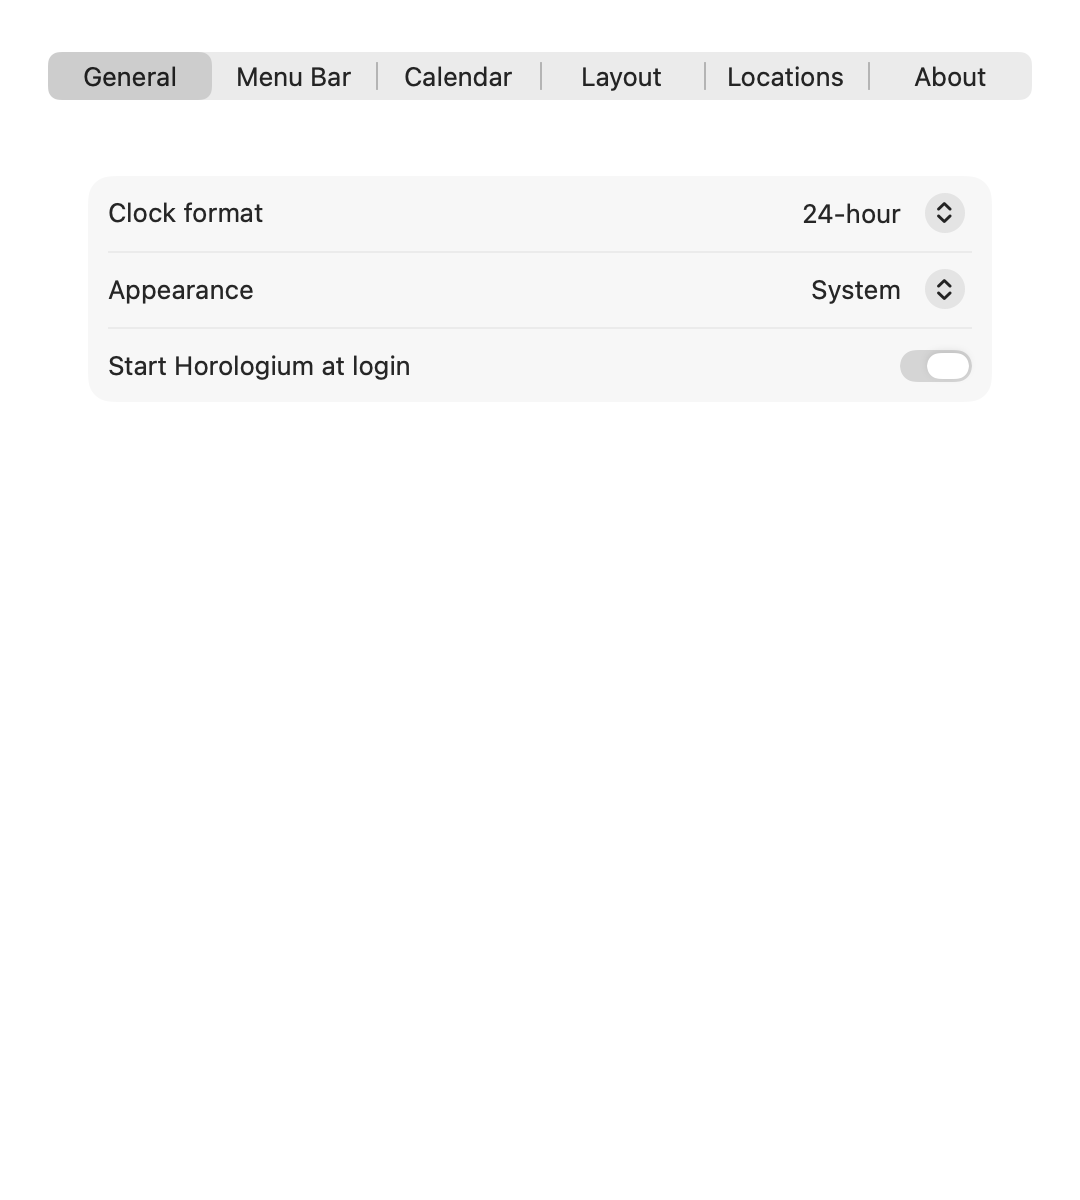 General Menu Bar Calendar Layout Locations About
Clock format 24-hour
Appearance System
Start Horologium at login